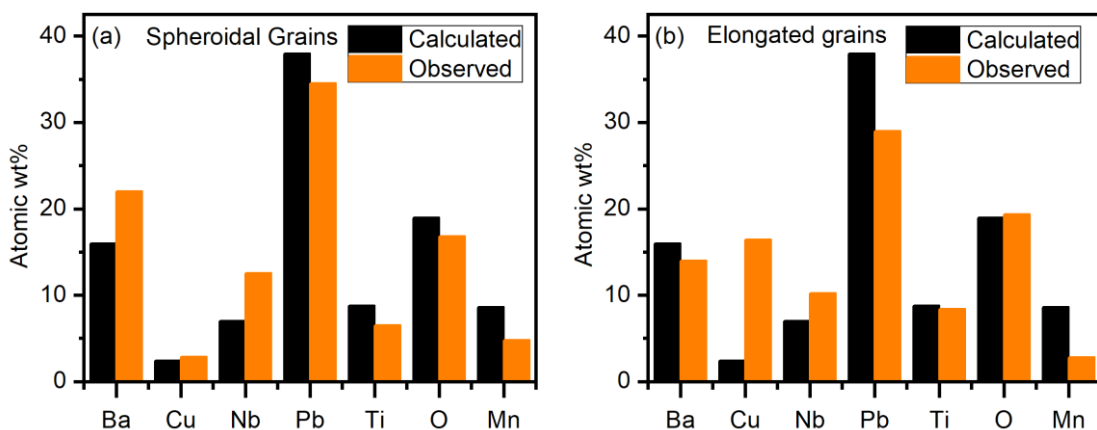 (a) Spheroidal Grains
Calculated
Observed
Atomic wt%
40
30
20
10
0
Ba Cu Nb Pb Ti O Mn
(b) Elongated grains
Calculated
Observed
Atomic wt%
40
30
20
10
0
Ba Cu Nb Pb Ti O Mn